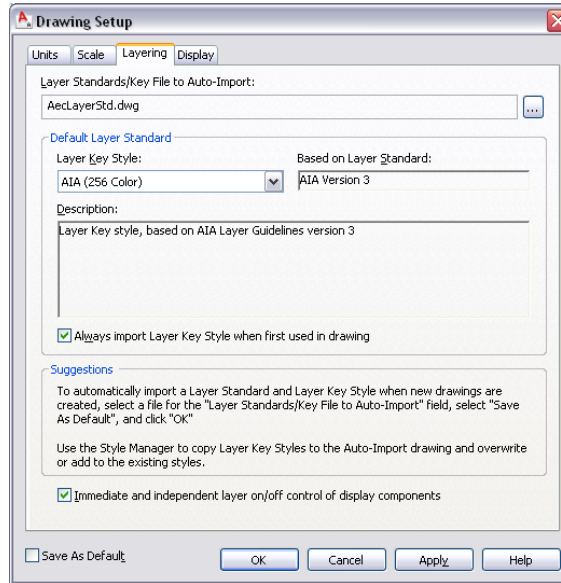 Drawing Setup
Units Scale Layering Display
Layer Standards/Key File to Auto-Import:
AecLayerStd.dwg
...
Default Layer Standard
Layer Key Style: Based on Layer Standard:
AIA (256 Color) AIA Version 3
Description:
Layer Key style, based on AIA Layer Guidelines version 3
Always import Layer Key Style when first used in drawing
Suggestions
To automatically import a Layer Standard and Layer Key Style when new drawings are
created, select a file for the "Layer Standards/Key File to Auto-Import" field, select "Save
As Default", and click "OK"
Use the Style Manager to copy Layer Key Styles to the Auto-Import drawing and overwrite
or add to the existing styles.
Immediate and independent layer on/off control of display components
Save As Default OK Cancel Apply Help